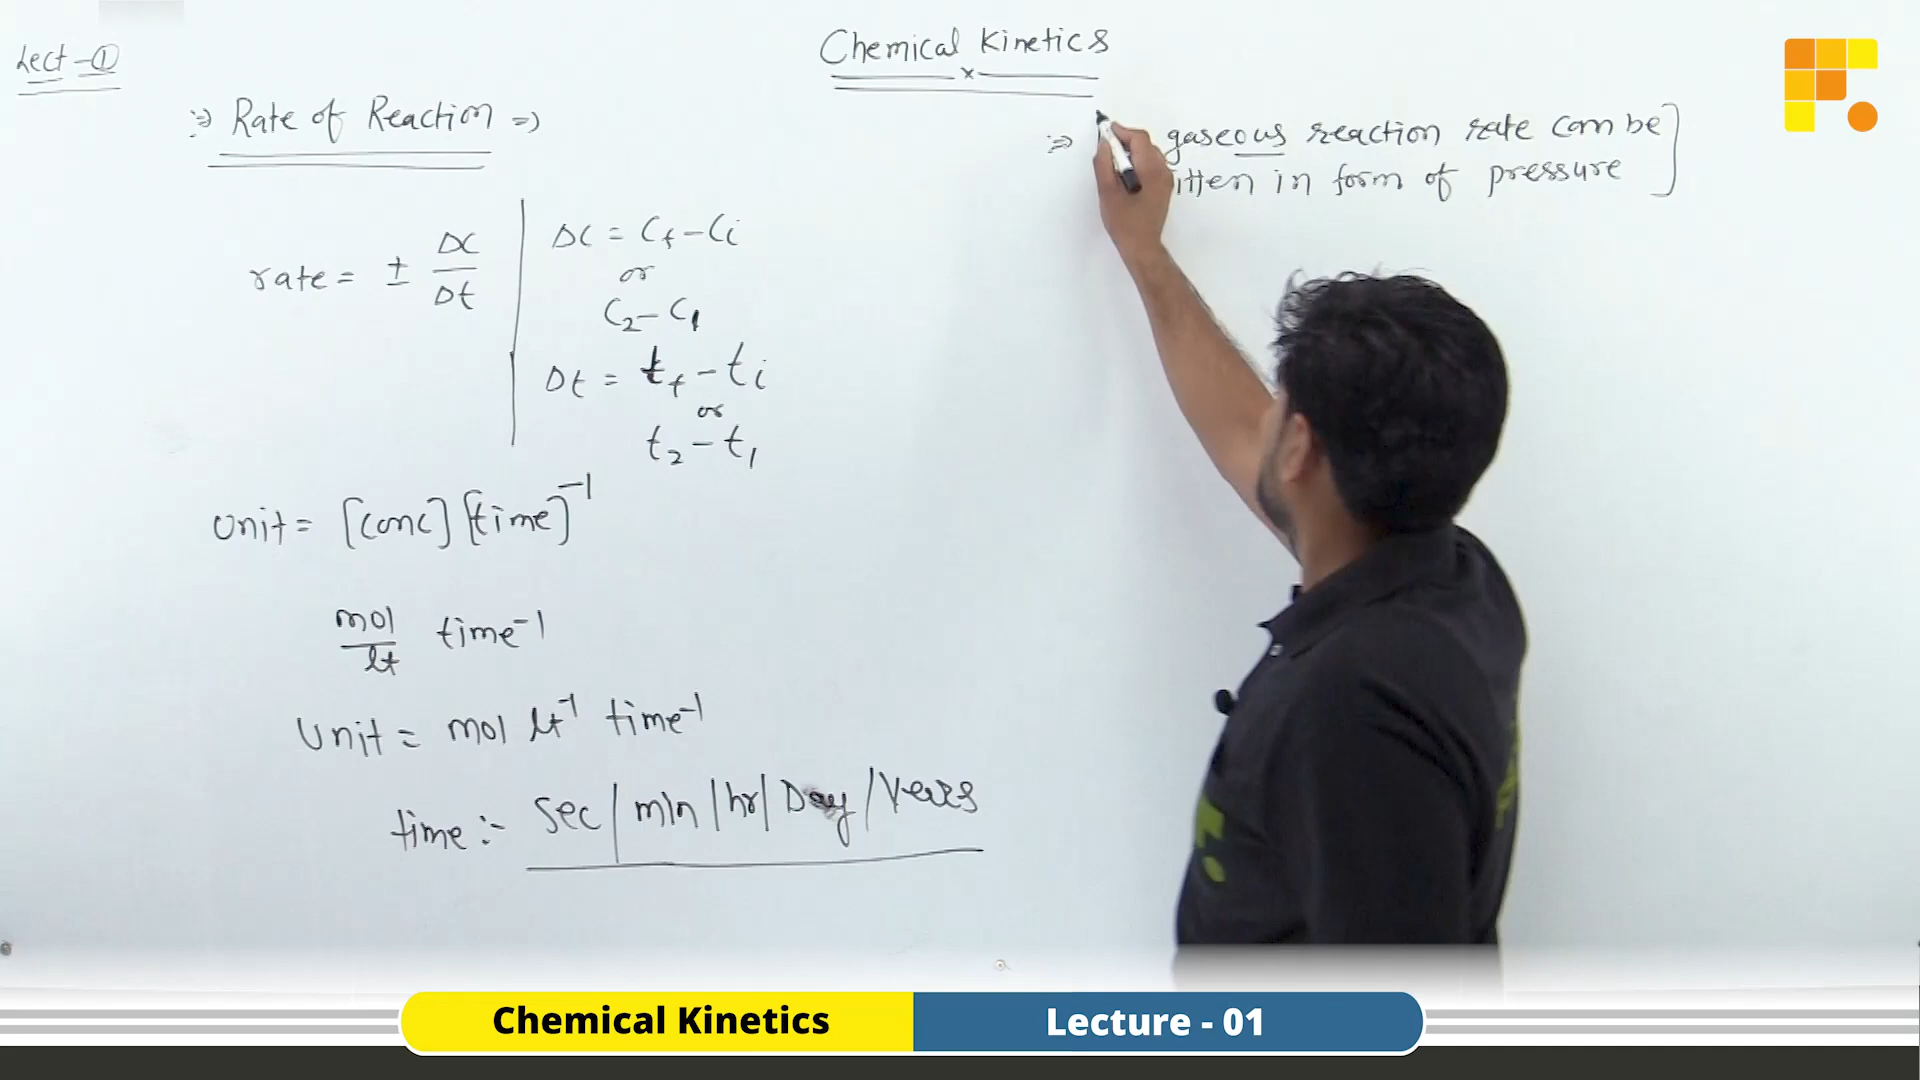 Lect-①
Chemical Kinetics
x
⇒ Rate of Reaction ⇒
rate = ± ΔC/Δt
ΔC = Cf - Ci
or
C2 - C1
Δt = tf - ti
or
t2 - t1
Unit = [conc] [time]⁻¹
mol/lt time⁻¹
Unit = mol lt⁻¹ time⁻¹
time :- Sec / min / hr / Day / Years
⇒ gaseous reaction rate can be
in form of pressure
Chemical Kinetics
Lecture - 01